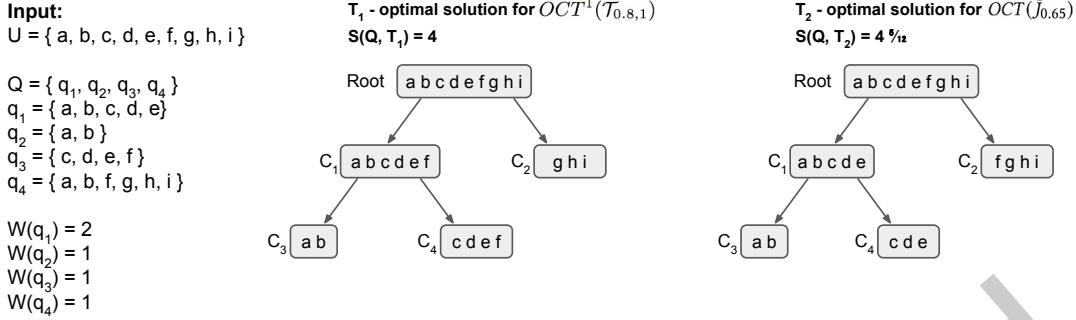 Input:
U = { a, b, c, d, e, f, g, h, i }
Q = { q₁, q₂, q₃, q₄ }
q₁ = { a, b, c, d, e}
q₂ = { a, b }
q₃ = { c, d, e, f }
q₄ = { a, b, f, g, h, i }
W(q₁) = 2
W(q₂) = 1
W(q₃) = 1
W(q₄) = 1
T₁ - optimal solution for OCT¹(𝒯₀.₈,₁)
S(Q, T₁) = 4
Root a b c d e f g h i
C₁ a b c d e f
C₂ g h i
C₃ a b
C₄ c d e f
T₂ - optimal solution for OCT(J̄₀.₆₅)
S(Q, T₂) = 4 ⁵⁄₁₂
Root a b c d e f g h i
C₁ a b c d e
C₂ f g h i
C₃ a b
C₄ c d e